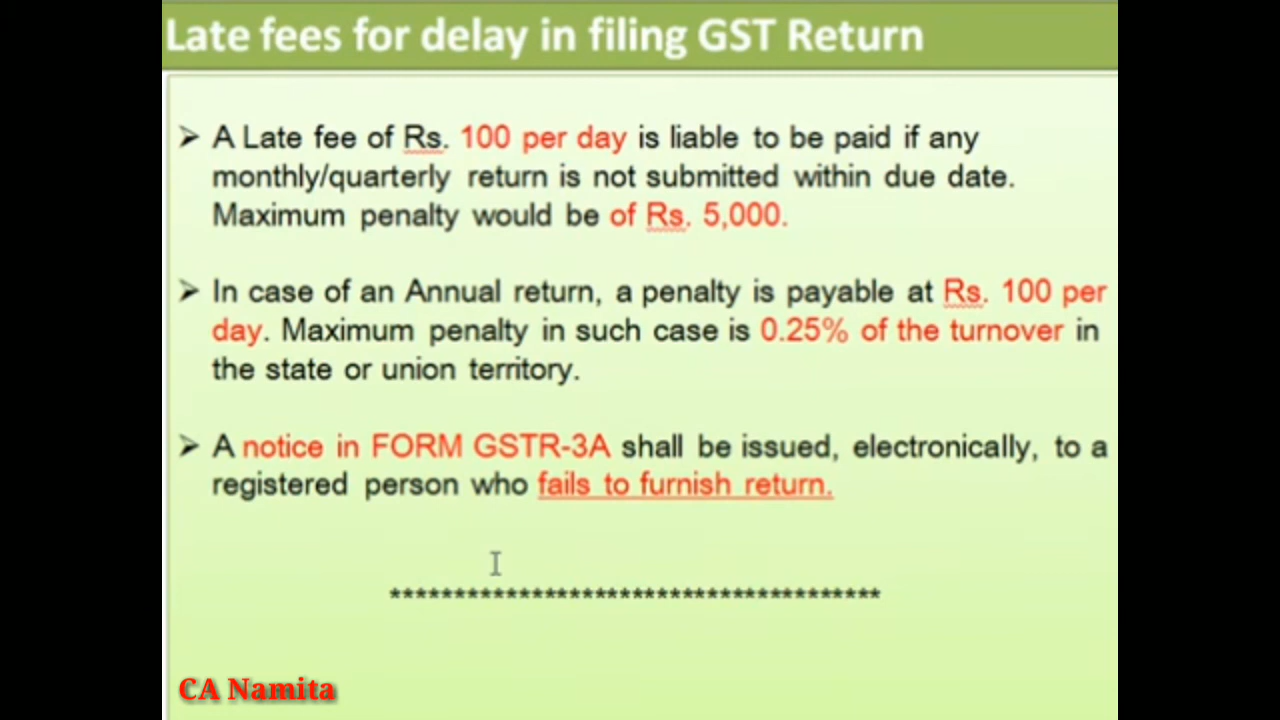 Late fees for delay in filing GST Return
➢ A Late fee of Rs. 100 per day is liable to be paid if any
monthly/quarterly return is not submitted within due date.
Maximum penalty would be of Rs. 5,000.
➢ In case of an Annual return, a penalty is payable at Rs. 100 per
day. Maximum penalty in such case is 0.25% of the turnover in
the state or union territory.
➢ A notice in FORM GSTR-3A shall be issued, electronically, to a
registered person who fails to furnish return.
***************************************
CA Namita